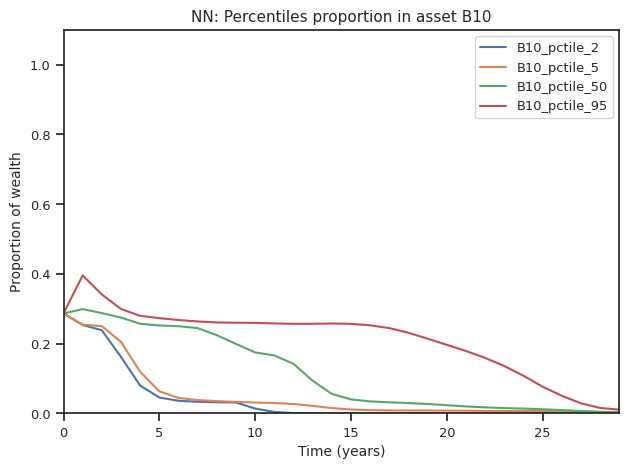 NN: Percentiles proportion in asset B10
B10_pctile_2
B10_pctile_5
B10_pctile_50
B10_pctile_95
Proportion of wealth
1.0
0.8
0.6
0.4
0.2
0.0
0 5 10 15 20 25
Time (years)